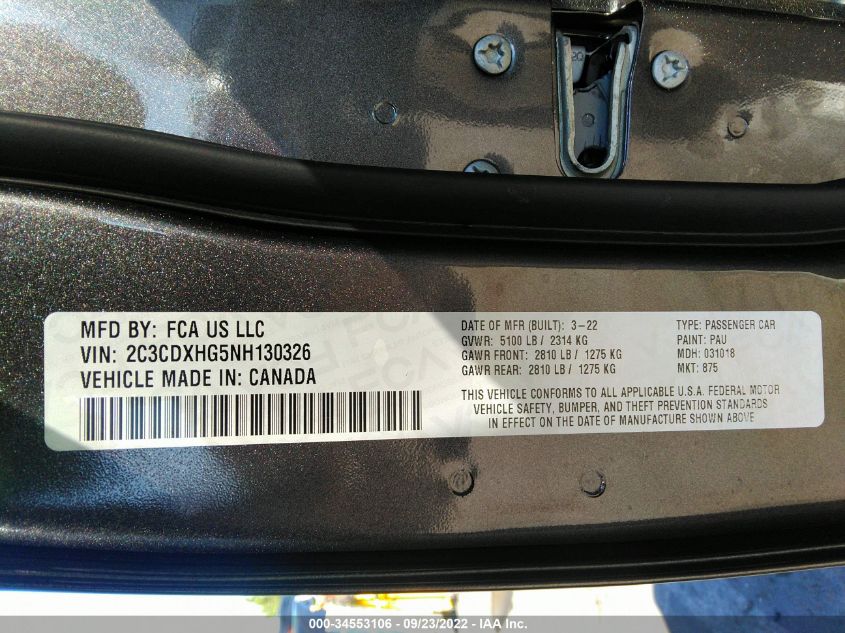 MFD BY: FCA US LLC
VIN: 2C3CDXHG5NH130326
VEHICLE MADE IN: CANADA
DATE OF MFR (BUILT): 3-22
GVWR: 5100 LB / 2314 KG
GAWR FRONT: 2810 LB / 1275 KG
GAWR REAR: 2810 LB / 1275 KG
TYPE: PASSENGER CAR
PAINT: PAU
MDH: 031018
MKT: 875
THIS VEHICLE CONFORMS TO ALL APPLICABLE U.S.A. FEDERAL MOTOR
VEHICLE SAFETY, BUMPER, AND THEFT PREVENTION STANDARDS
IN EFFECT ON THE DATE OF MANUFACTURE SHOWN ABOVE
000-34553106 - 09/23/2022 - IAA Inc.